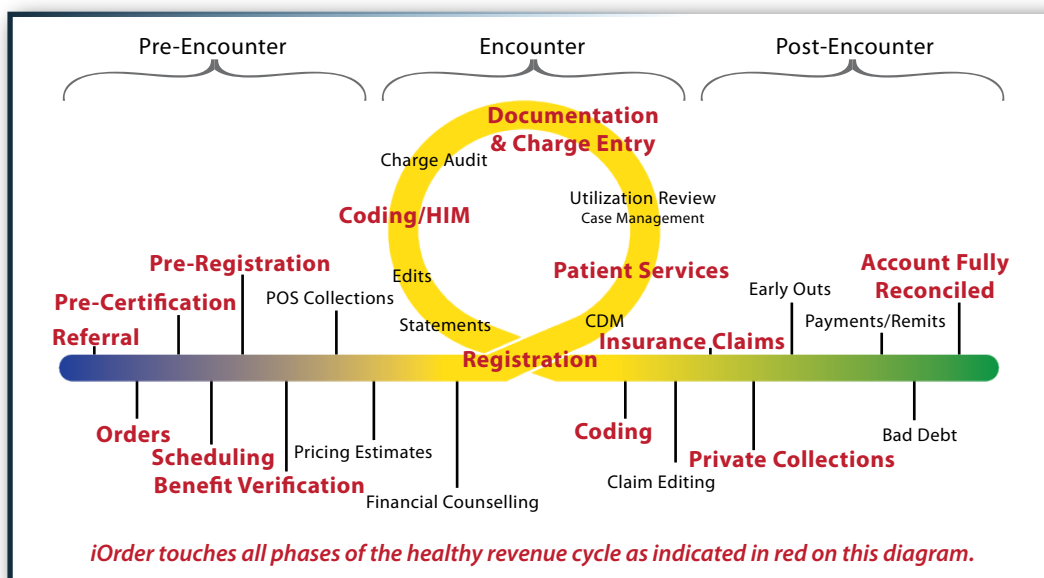 Pre-Encounter
Encounter
Post-Encounter
Documentation
& Charge Entry
Charge Audit
Utilization Review
Case Management
Coding/HIM
Pre-Registration
Edits
Patient Services
Account Fully
Reconciled
Pre-Certification
POS Collections
Early Outs
Referral
Statements
CDM
Payments/Remits
Insurance Claims
Registration
Orders
Scheduling
Pricing Estimates
Coding
Bad Debt
Benefit Verification
Private Collections
Financial Counselling
Claim Editing
iOrder touches all phases of the healthy revenue cycle as indicated in red on this diagram.